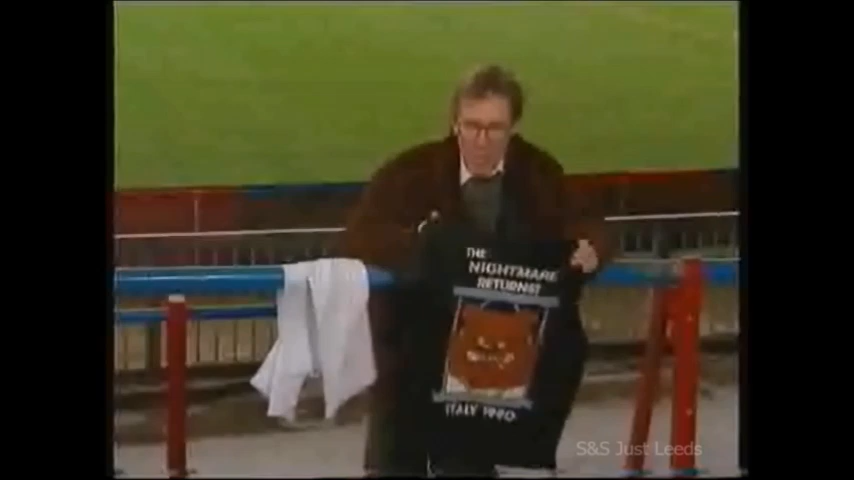 THE
NIGHTMARE
RETURNS!
ITALY 1990
S&S Just Leeds